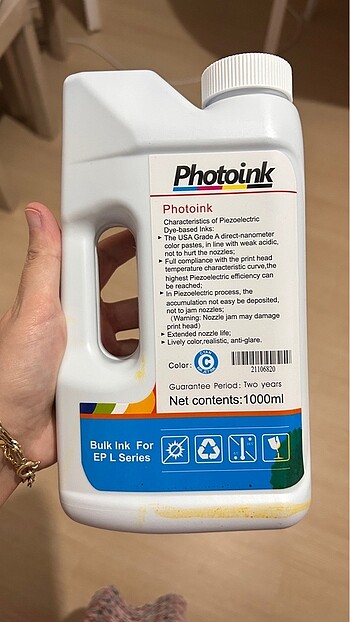 Photoink
Photoink
Characteristics of Piezoelectric
Dye-based Inks:
▸ The USA Grade A direct-nanometer
color pastes, in line with weak acidic,
not to hurt the nozzles;
▸ Full compliance with the print head
temperature characteristic curve,the
highest Piezoelectric efficiency can
be reached;
▸ In Piezoelectric process, the
accumulation not easy be deposited,
not to jam nozzles;
(Warning: Nozzle jam may damage
print head)
▸ Extended nozzle life;
▸ Lively color,realistic, anti-glare.
Color: C
21106820
Guarantee Period: Two years
Net contents:1000ml
Bulk Ink For
EP L Series